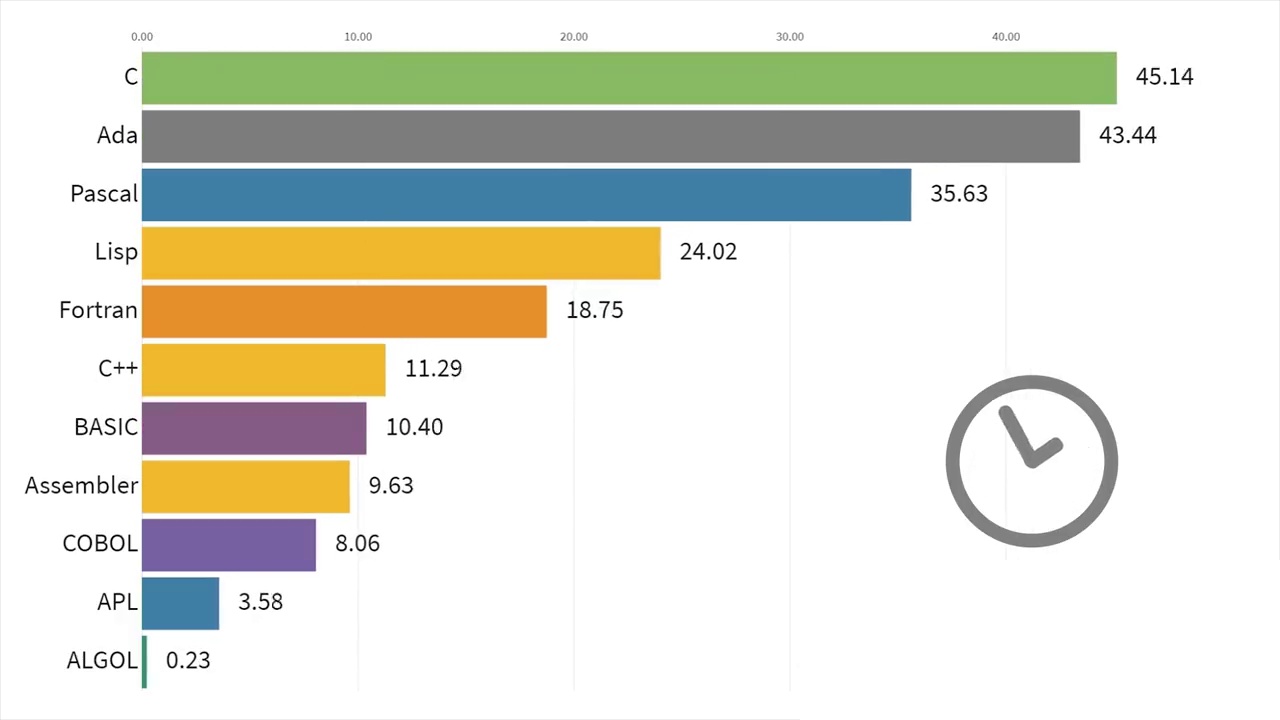 0.00 10.00 20.00 30.00 40.00
C 45.14
Ada 43.44
Pascal 35.63
Lisp 24.02
Fortran 18.75
C++ 11.29
BASIC 10.40
Assembler 9.63
COBOL 8.06
APL 3.58
ALGOL 0.23